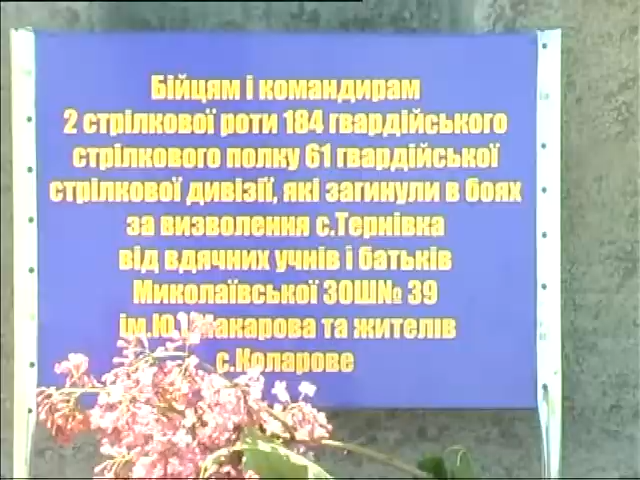 Бійцям і командирам
2 стрілкової роти 184 гвардійського
стрілкового полку 61 гвардійської
стрілкової дивізії, які загинули в боях
за визволення с.Тернівка
від вдячних учнів і батьків
Миколаївської ЗОШ№ 39
та жителів
с.Коларове